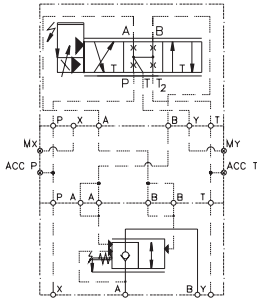 A B
T T
P T T2
P X A B Y T
MX MY
ACC P ACC T
P A A B B T
X A B Y